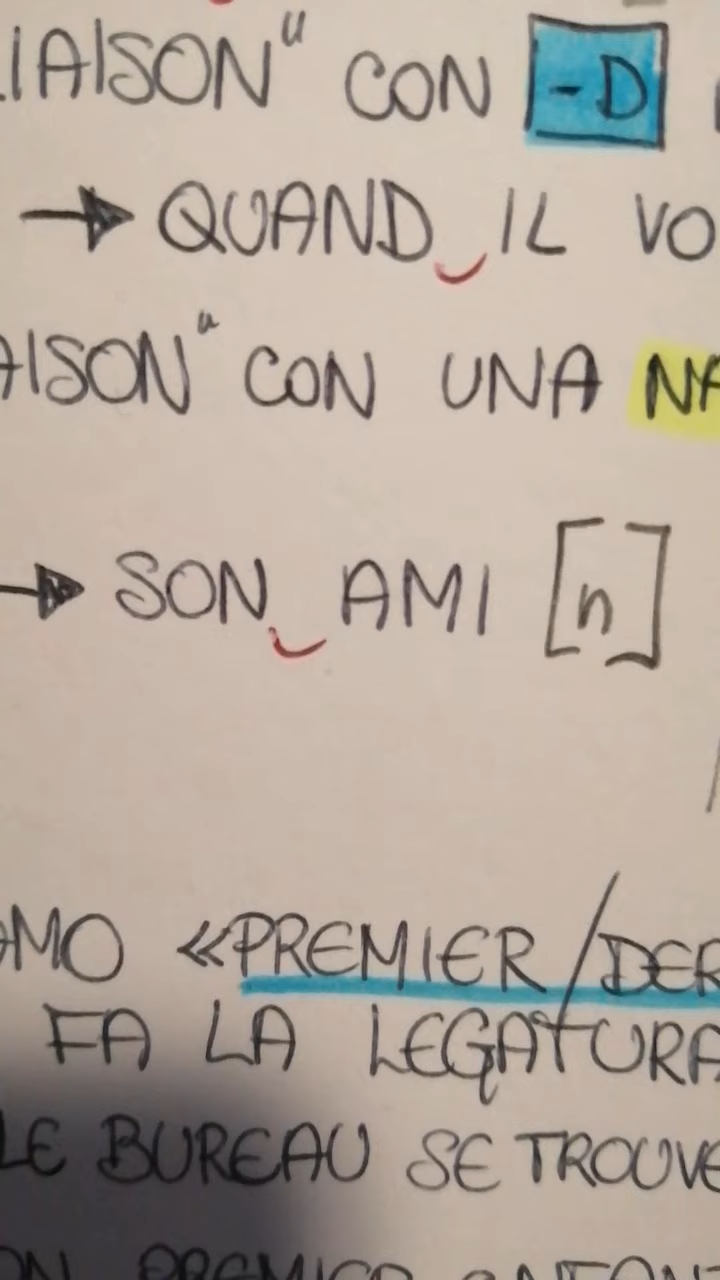 LIAISON" CON -D
→ QUAND‿IL VO
AISON" CON UNA NA
→ SON‿AMI [n]
OMO «PREMIER/DER
FA LA LEGATURA
LE BUREAU SE TROUVE